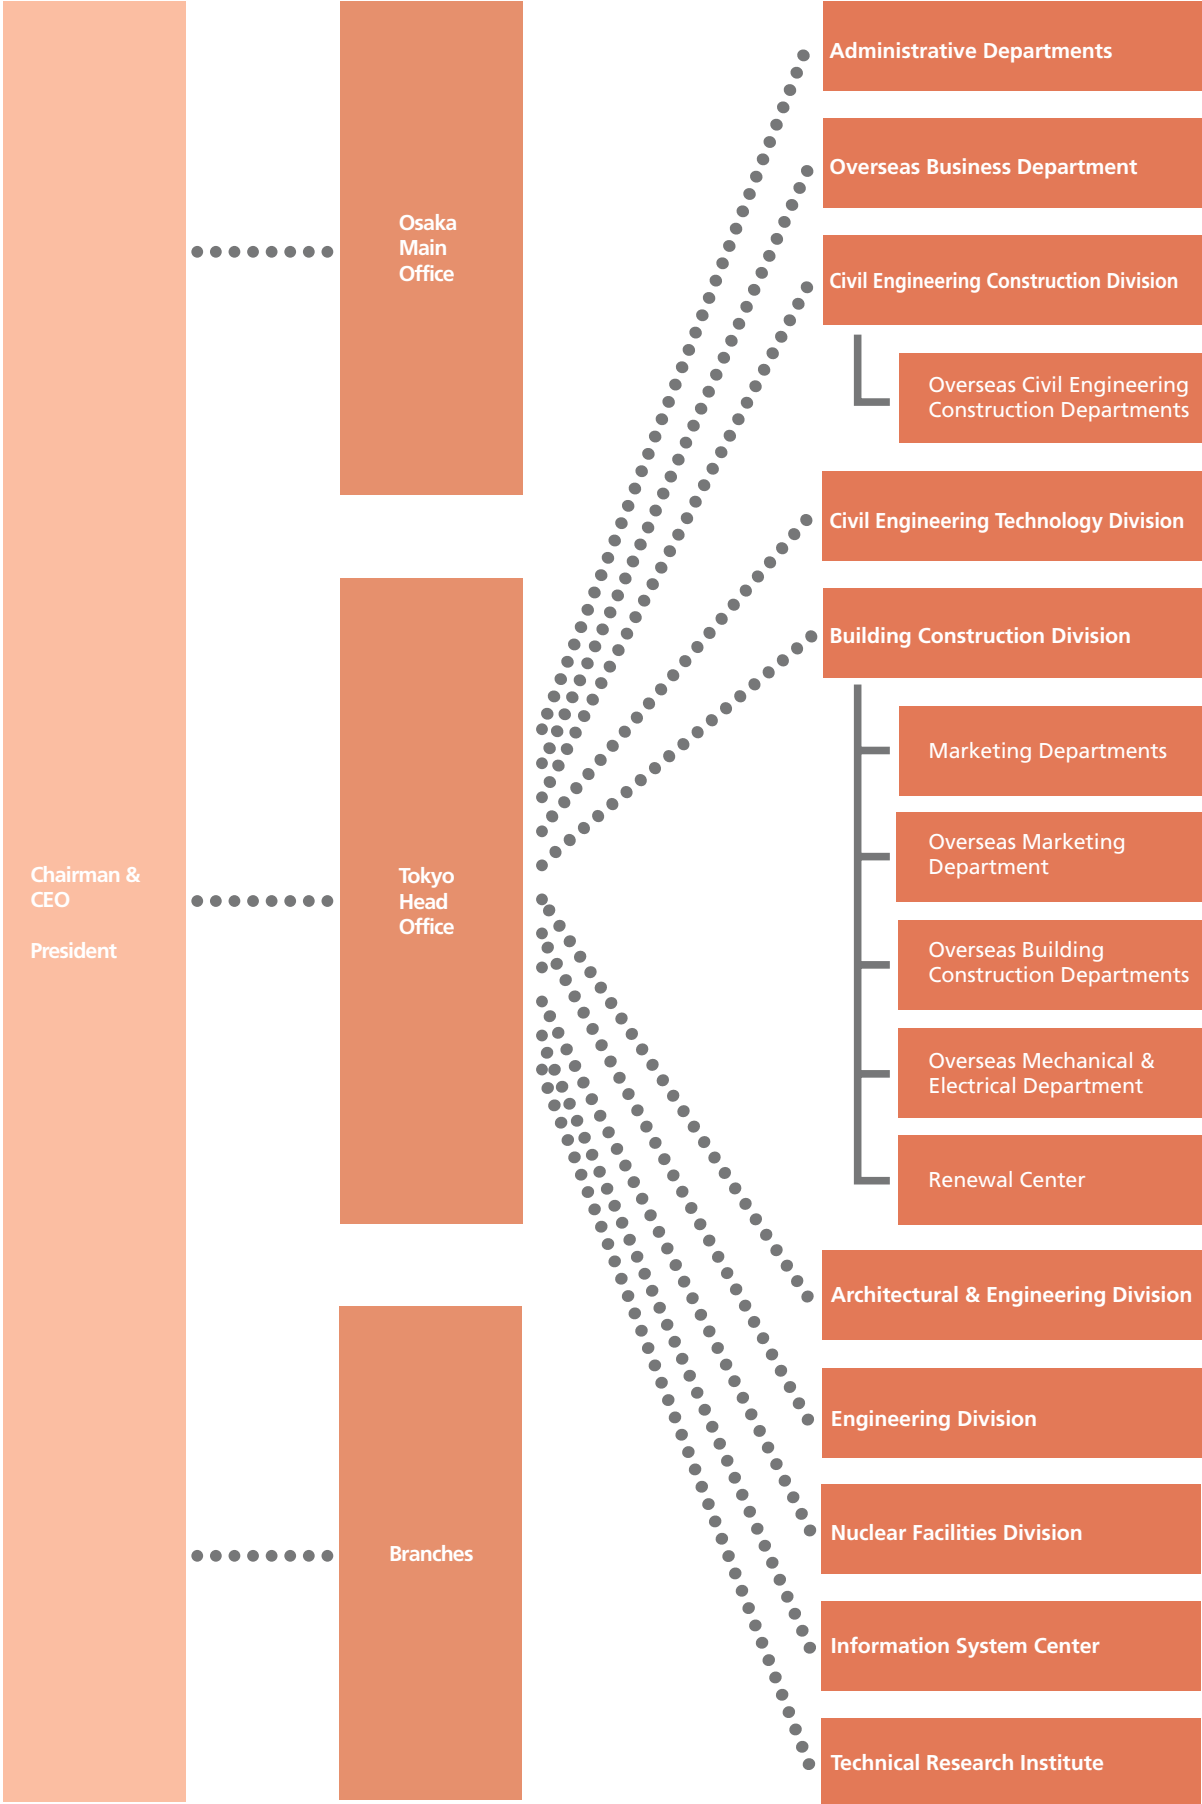 Chairman &
CEO
President
Osaka
Main
Office
Tokyo
Head
Office
Branches
Administrative Departments
Overseas Business Department
Civil Engineering Construction Division
Overseas Civil Engineering
Construction Departments
Civil Engineering Technology Division
Building Construction Division
Marketing Departments
Overseas Marketing
Department
Overseas Building
Construction Departments
Overseas Mechanical &
Electrical Department
Renewal Center
Architectural & Engineering Division
Engineering Division
Nuclear Facilities Division
Information System Center
Technical Research Institute